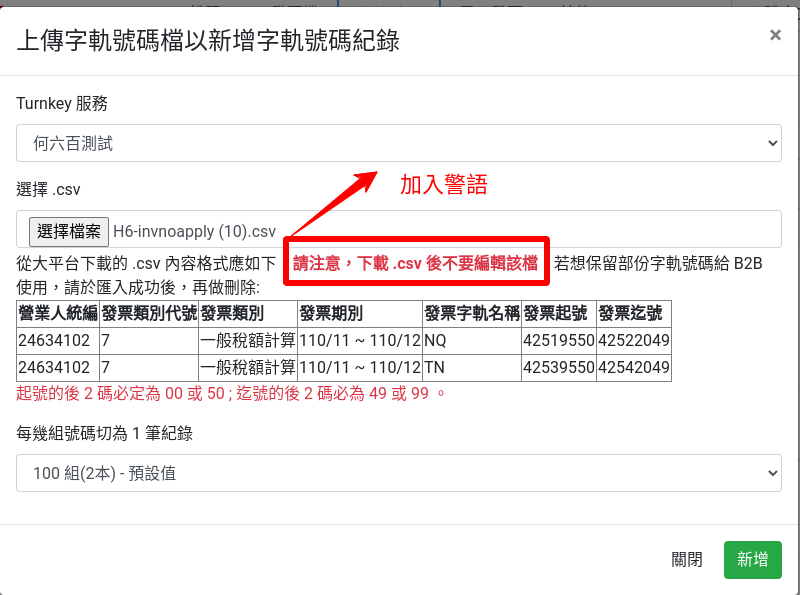 上傳字軌號碼檔以新增字軌號碼紀錄
×
Turnkey 服務
何六百測試
加入警語
選擇 .csv
選擇檔案 H6-invnoapply (10).csv
從大平台下載的 .csv 內容格式應如下 請注意，下載 .csv 後不要編輯該檔 若想保留部份字軌號碼給 B2B
使用，請於匯入成功後，再做刪除:
營業人統編 發票類別代號 發票類別 發票期別 發票字軌名稱 發票起號 發票迄號
24634102 7 一般稅額計算 110/11 ~ 110/12 NQ 42519550 42522049
24634102 7 一般稅額計算 110/11 ~ 110/12 TN 42539550 42542049
起號的後 2 碼必定為 00 或 50 ; 迄號的後 2 碼必為 49 或 99 。
每幾組號碼切為 1 筆紀錄
100 組(2本) - 預設值
關閉 新增